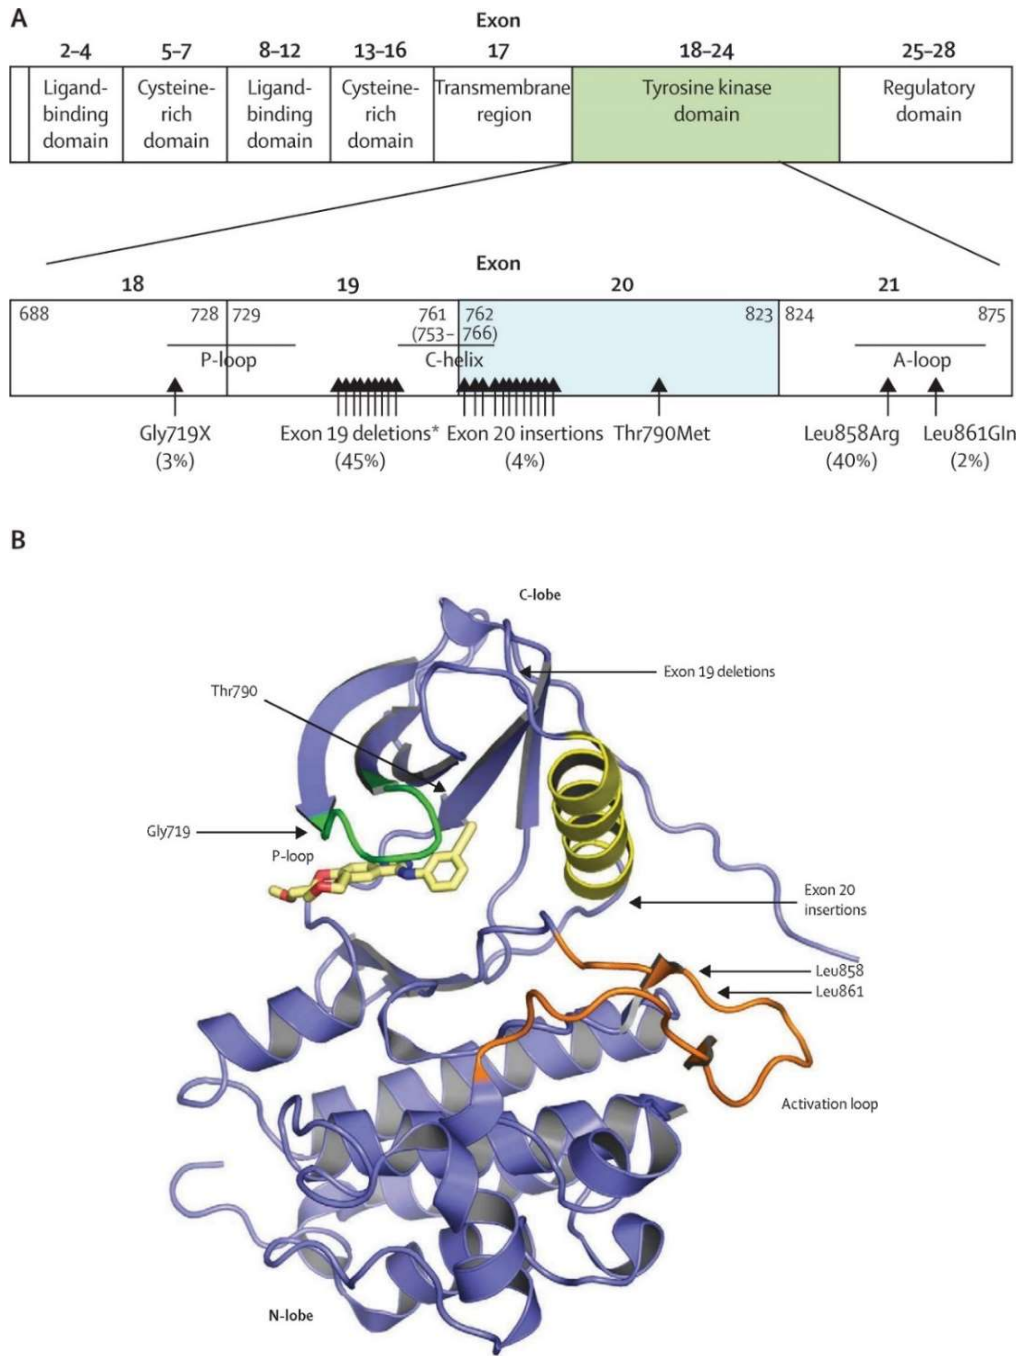 A
Exon
2–4 5–7 8–12 13–16 17 18–24 25–28
Ligand-binding domain
Cysteine-rich domain
Ligand-binding domain
Cysteine-rich domain
Transmembrane region
Tyrosine kinase domain
Regulatory domain
Exon
18 19 20 21
688 728 729 761 762 823 824 875
(753–766)
P-loop C-helix A-loop
Gly719X Exon 19 deletions* Exon 20 insertions Thr790Met Leu858Arg Leu861Gln
(3%) (45%) (4%) (40%) (2%)
B
C-lobe
Exon 19 deletions
Thr790
Gly719
P-loop
Exon 20
insertions
Leu858
Leu861
Activation loop
N-lobe